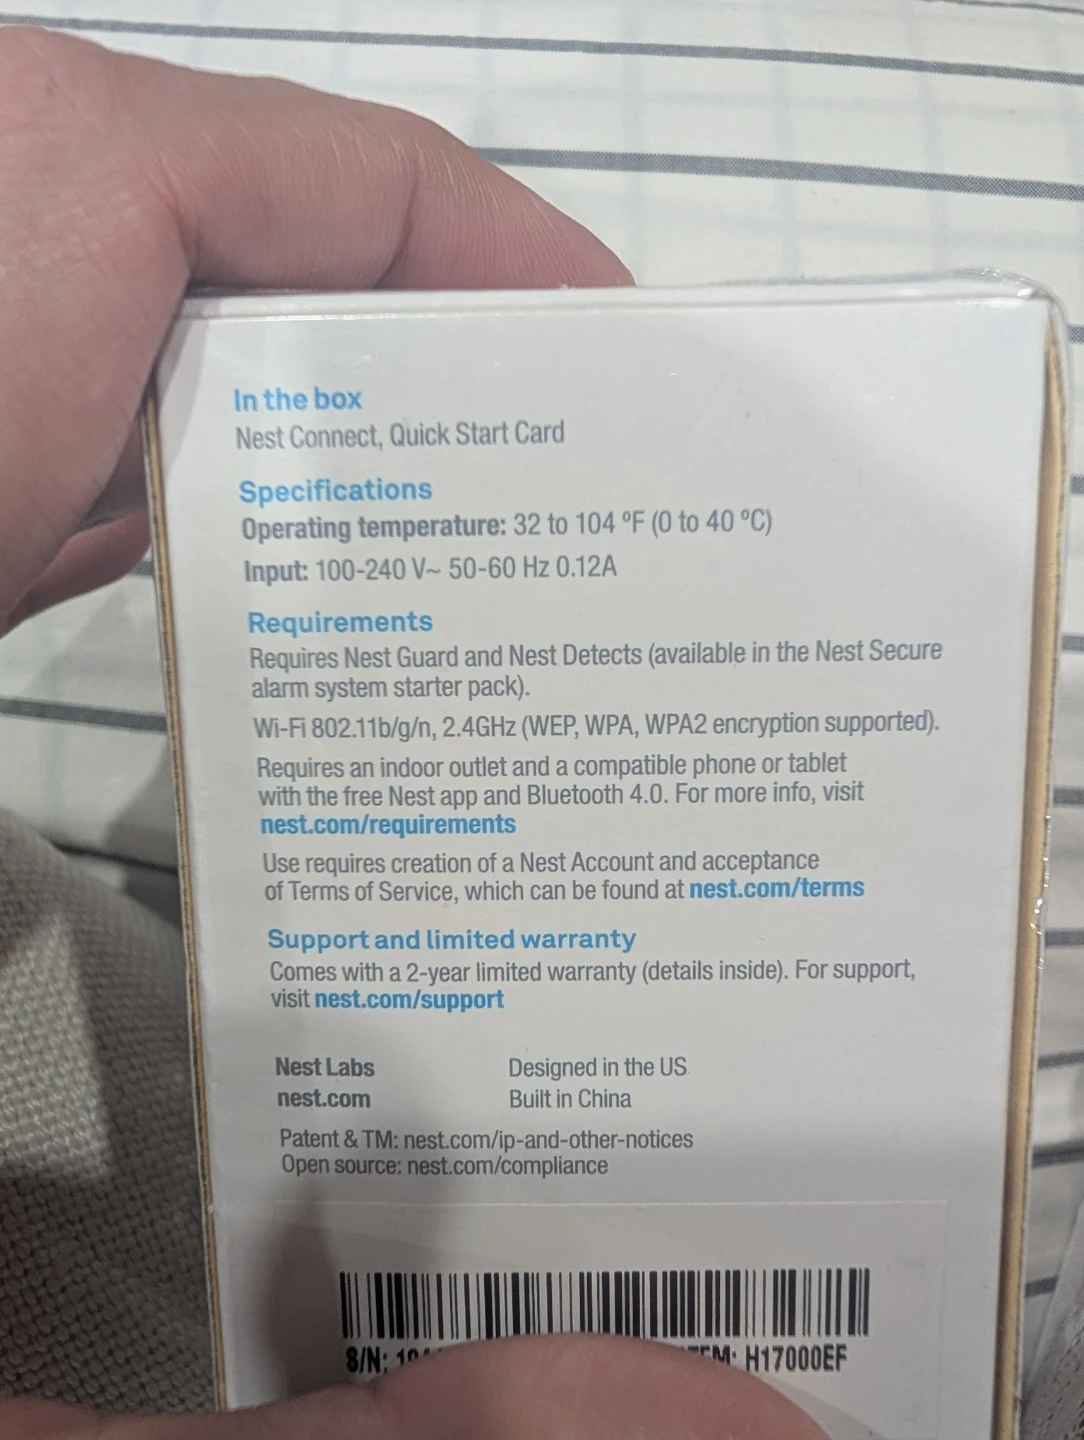 In the box
Nest Connect, Quick Start Card
Specifications
Operating temperature: 32 to 104 ºF (0 to 40 ºC)
Input: 100-240 V~ 50-60 Hz 0.12A
Requirements
Requires Nest Guard and Nest Detects (available in the Nest Secure
alarm system starter pack).
Wi-Fi 802.11b/g/n, 2.4GHz (WEP, WPA, WPA2 encryption supported).
Requires an indoor outlet and a compatible phone or tablet
with the free Nest app and Bluetooth 4.0. For more info, visit
nest.com/requirements
Use requires creation of a Nest Account and acceptance
of Terms of Service, which can be found at nest.com/terms
Support and limited warranty
Comes with a 2-year limited warranty (details inside). For support,
visit nest.com/support
Nest Labs
nest.com
Designed in the US
Built in China
Patent & TM: nest.com/ip-and-other-notices
Open source: nest.com/compliance
S/N: H17000EF